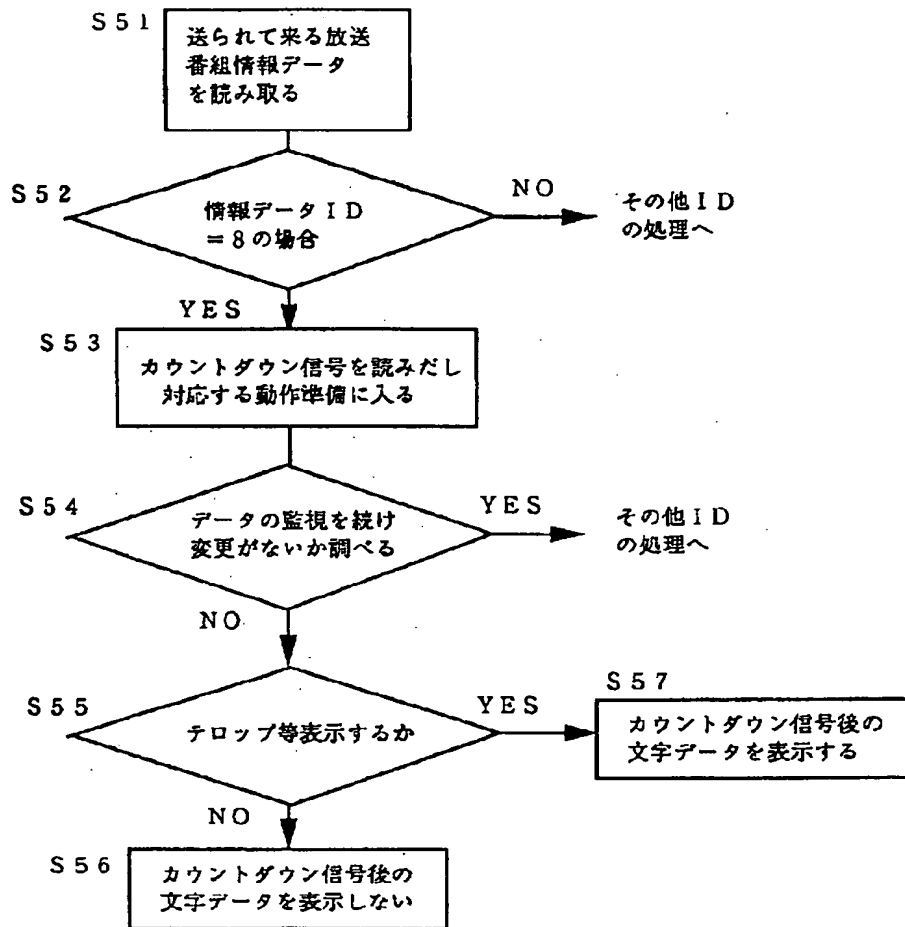 S51
送られて来る放送
番組情報データ
を読み取る
S52
情報データID
=8の場合
NO
その他ID
の処理へ
YES
S53
カウントダウン信号を読みだし
対応する動作準備に入る
S54
データの監視を続け
変更がないか調べる
YES
その他ID
の処理へ
NO
S55
テロップ等表示するか
YES
S57
カウントダウン信号後の
文字データを表示する
NO
S56
カウントダウン信号後の
文字データを表示しない